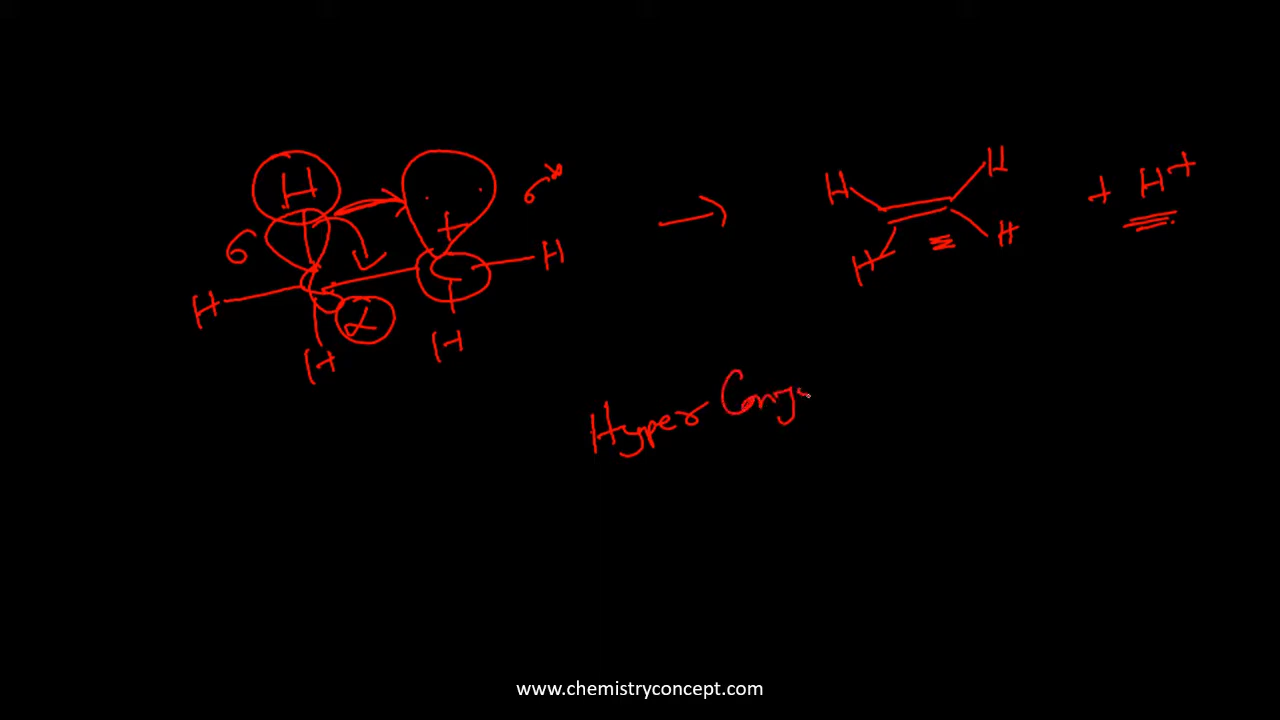 H + σ H H α H H
H H H H + H+
Hyper Conj
www.chemistryconcept.com